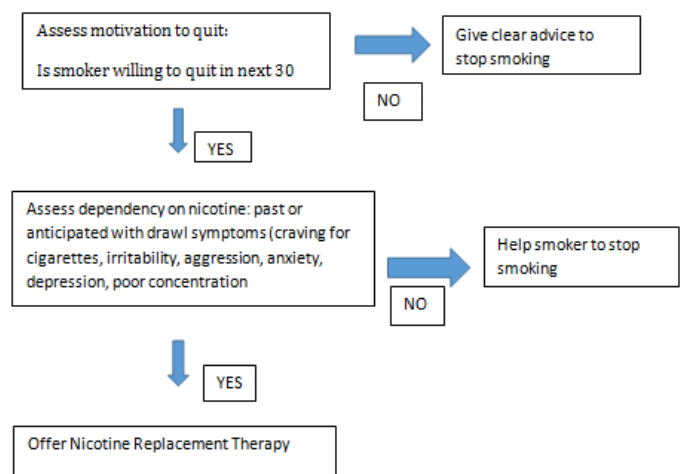 Assess motivation to quit:
Is smoker willing to quit in next 30
Give clear advice to
stop smoking
NO
YES
Assess dependency on nicotine: past or
anticipated with drawl symptoms (craving for
cigarettes, irritability, aggression, anxiety,
depression, poor concentration
Help smoker to stop
smoking
NO
YES
Offer Nicotine Replacement Therapy